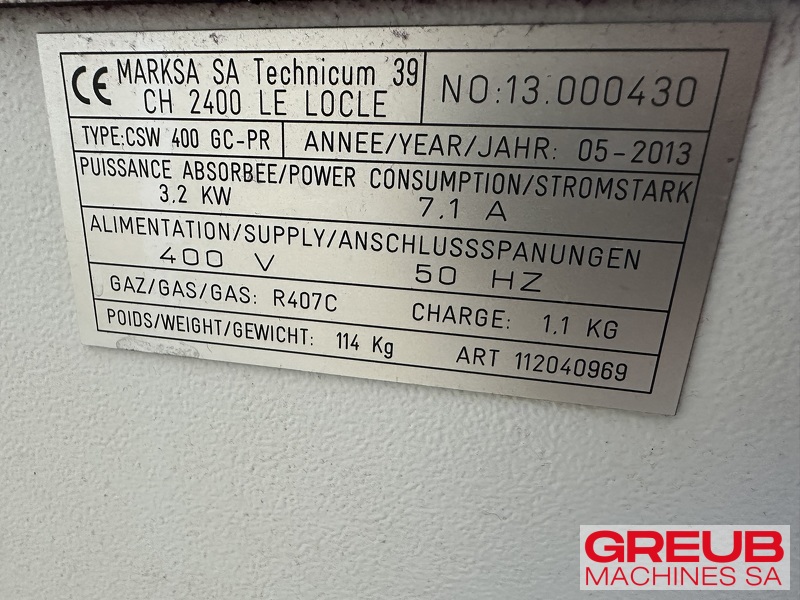 CE MARKSA SA Technicum 39
CH 2400 LE LOCLE
NO:13.000430
TYPE:CSW 400 GC-PR
ANNEE/YEAR/JAHR: 05-2013
PUISSANCE ABSORBEE/POWER CONSUMPTION/STROMSTARK
3.2 KW 7.1 A
ALIMENTATION/SUPPLY/ANSCHLUSSSPANUNGEN
400 V 50 HZ
GAZ/GAS/GAS: R407C CHARGE: 1.1 KG
POIDS/WEIGHT/GEWICHT: 114 Kg ART 112040969
GREUB
MACHINES SA